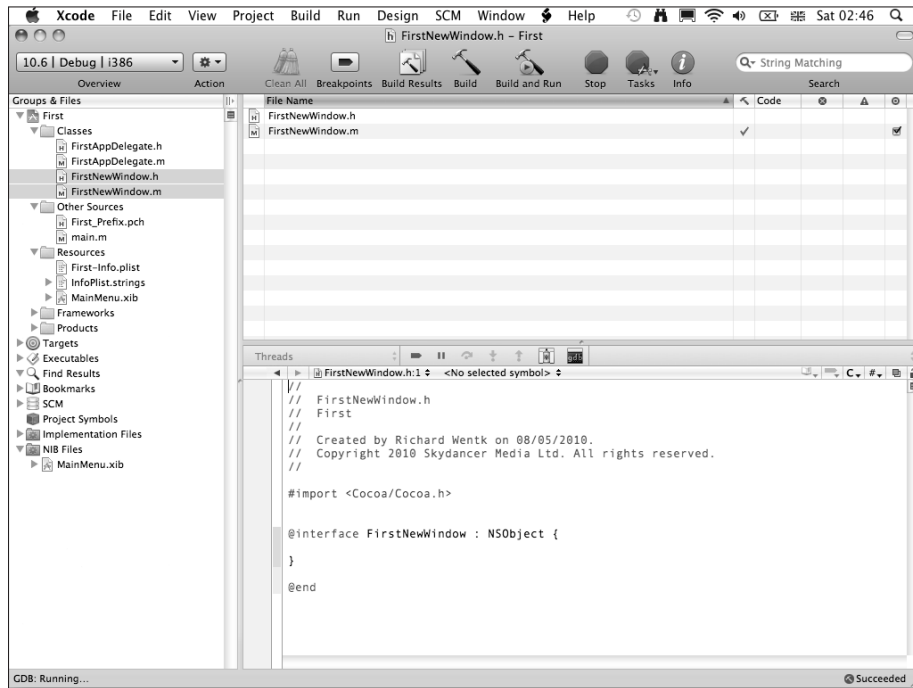 Xcode File Edit View Project Build Run Design SCM Window Help Sat 02:46
FirstNewWindow.h – First
10.6 | Debug | i386
String Matching
Overview Action Clean All Breakpoints Build Results Build Build and Run Stop Tasks Info Search
Groups & Files
First
Classes
FirstAppDelegate.h
FirstAppDelegate.m
FirstNewWindow.h
FirstNewWindow.m
Other Sources
First_Prefix.pch
main.m
Resources
First-Info.plist
InfoPlist.strings
MainMenu.xib
Frameworks
Products
Targets
Executables
Find Results
Bookmarks
SCM
Project Symbols
Implementation Files
NIB Files
MainMenu.xib
File Name Code
FirstNewWindow.h
FirstNewWindow.m
Threads
gdb
FirstNewWindow.h:1 <No selected symbol> C, #,
//
// FirstNewWindow.h
// First
//
// Created by Richard Wentk on 08/05/2010.
// Copyright 2010 Skydancer Media Ltd. All rights reserved.
//
#import <Cocoa/Cocoa.h>
@interface FirstNewWindow : NSObject {
}
@end
GDB: Running... Succeeded